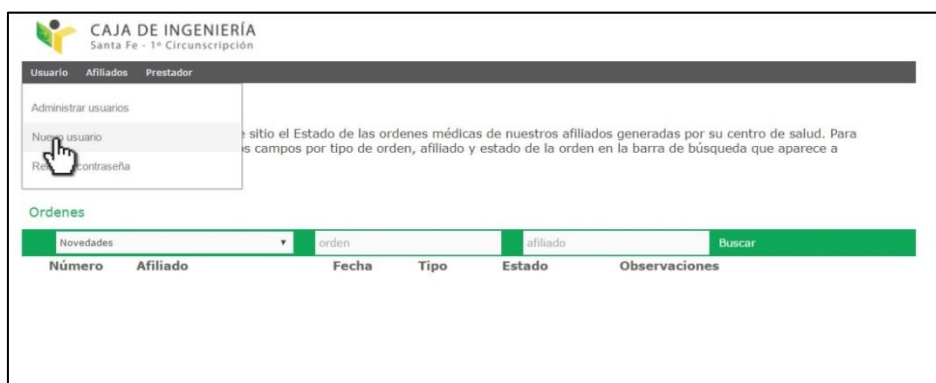 CAJA DE INGENIERÍA
Santa Fe - 1º Circunscripción
Usuario Afiliados Prestador
Administrar usuarios
Nuevo usuario
contraseña
sitio el Estado de las ordenes médicas de nuestros afiliados generadas por su centro de salud. Para
campos por tipo de orden, afiliado y estado de la orden en la barra de búsqueda que aparece a
Ordenes
Novedades orden afiliado Buscar
Número Afiliado Fecha Tipo Estado Observaciones